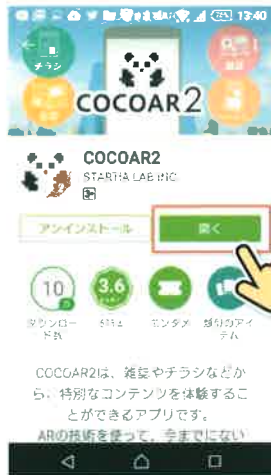 13:40
チラシ
COCOAR2
COCOAR2
STARTIA LAB INC.
3+
アンインストール
開く
10
3.6
ダウンロー
ド数
エンタメ
類似のアイ
テム
COCOAR2は、雑誌やチラシなどか
ら、特別なコンテンツを体験するこ
とができるアプリです。
ARの技術を使って、今までにない